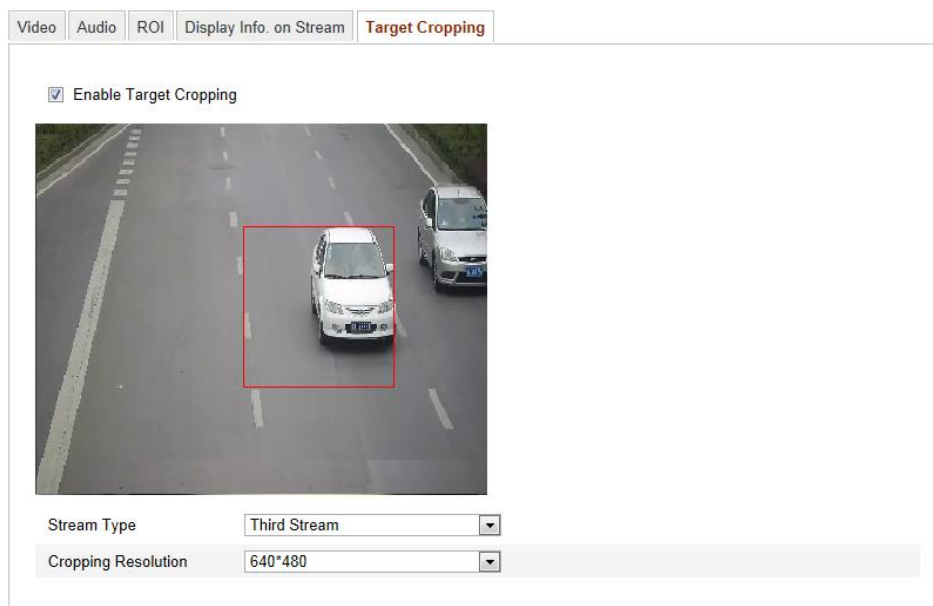 Video Audio ROI Display Info. on Stream Target Cropping
Enable Target Cropping
Stream Type Third Stream
Cropping Resolution 640*480